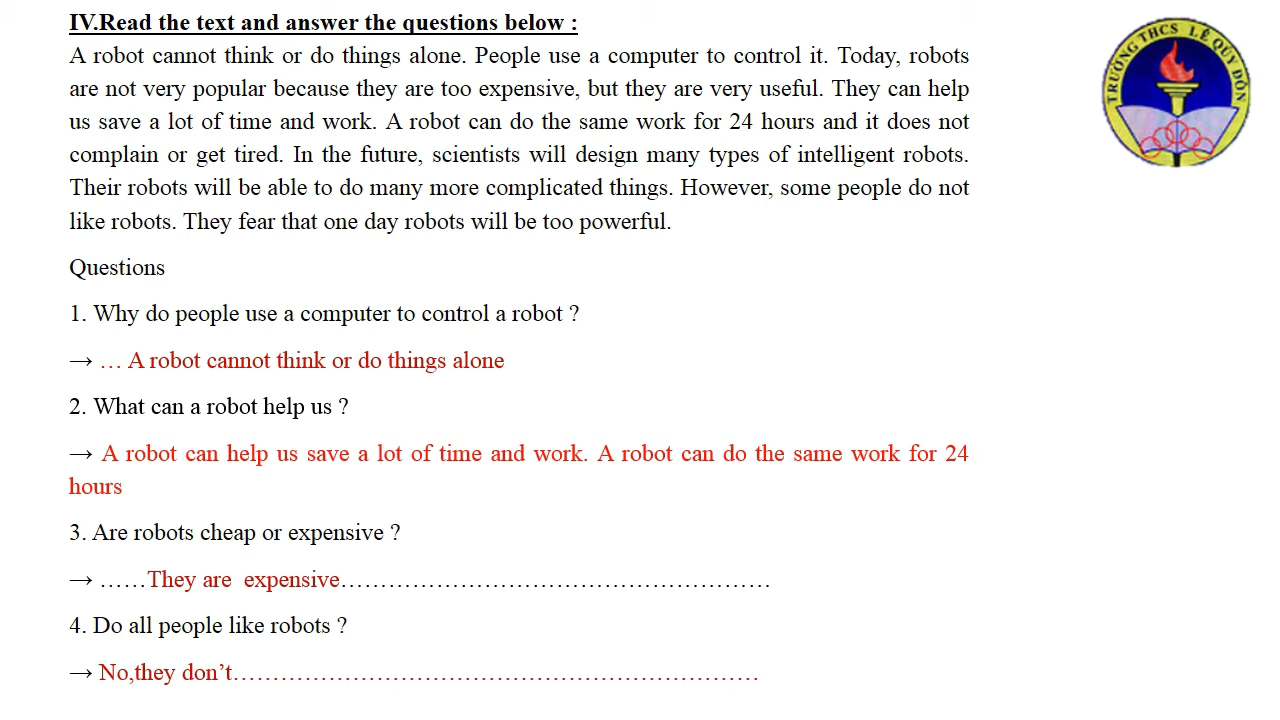 IV.Read the text and answer the questions below :
TRƯỜNG THCS LÊ QUÝ ĐÔN
A robot cannot think or do things alone. People use a computer to control it. Today, robots
are not very popular because they are too expensive, but they are very useful. They can help
us save a lot of time and work. A robot can do the same work for 24 hours and it does not
complain or get tired. In the future, scientists will design many types of intelligent robots.
Their robots will be able to do many more complicated things. However, some people do not
like robots. They fear that one day robots will be too powerful.
Questions
1. Why do people use a computer to control a robot ?
→ … A robot cannot think or do things alone
2. What can a robot help us ?
→ A robot can help us save a lot of time and work. A robot can do the same work for 24
hours
3. Are robots cheap or expensive ?
→ ……They are  expensive………………………………………………
4. Do all people like robots ?
→ No,they don’t…………………………………………………………